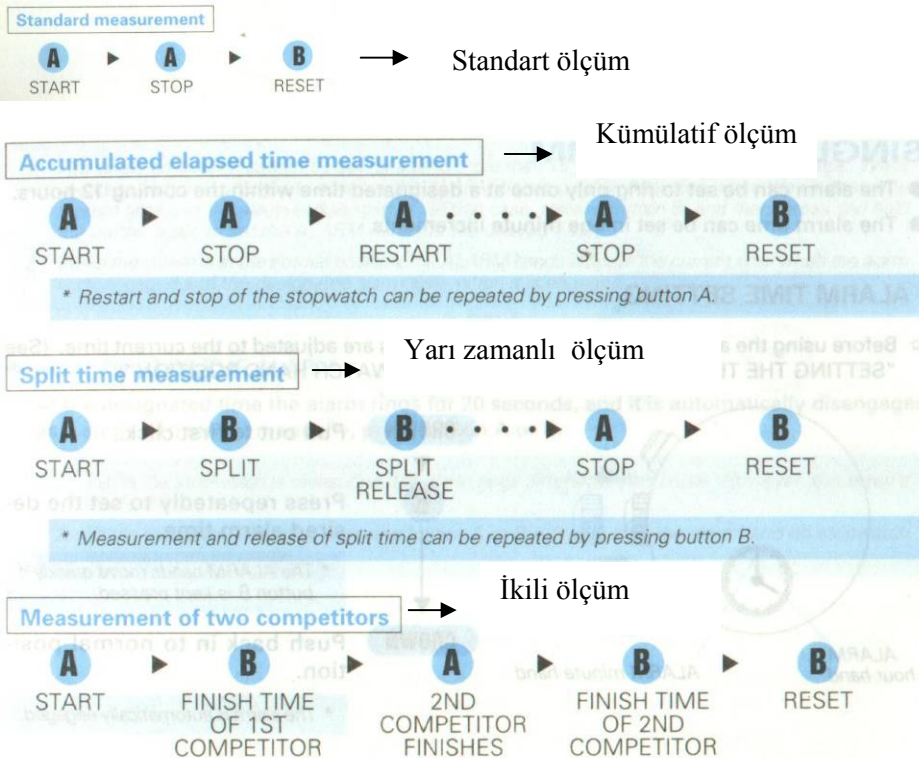 Standard measurement
A ▶ A ▶ B → Standart ölçüm
START STOP RESET
Accumulated elapsed time measurement → Kümülatif ölçüm
A ▶ A ▶ A · · · · ▶ A ▶ B
START STOP RESTART STOP RESET
* Restart and stop of the stopwatch can be repeated by pressing button A.
Split time measurement → Yarı zamanlı ölçüm
A ▶ B ▶ B · · · · ▶ A ▶ B
START SPLIT SPLIT STOP RESET
RELEASE
* Measurement and release of split time can be repeated by pressing button B.
Measurement of two competitors → İkili ölçüm
A ▶ B ▶ A ▶ B ▶ B
START FINISH TIME 2ND FINISH TIME RESET
OF 1ST COMPETITOR OF 2ND
COMPETITOR FINISHES COMPETITOR